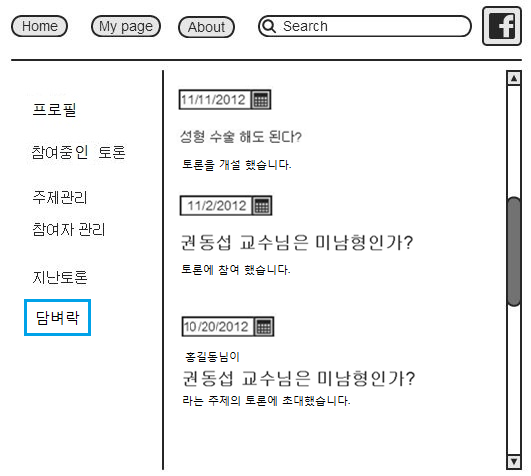 Home
My page
About
Search
프로필
참여중인 토론
주제관리
참여자 관리
지난토론
담벼락
11/11/2012
성형 수술 해도 된다?
토론을 개설 했습니다.
11/2/2012
권동섭 교수님은 미남형인가?
토론에 참여 했습니다.
10/20/2012
홍길동님이
권동섭 교수님은 미남형인가?
라는 주제의 토론에 초대했습니다.